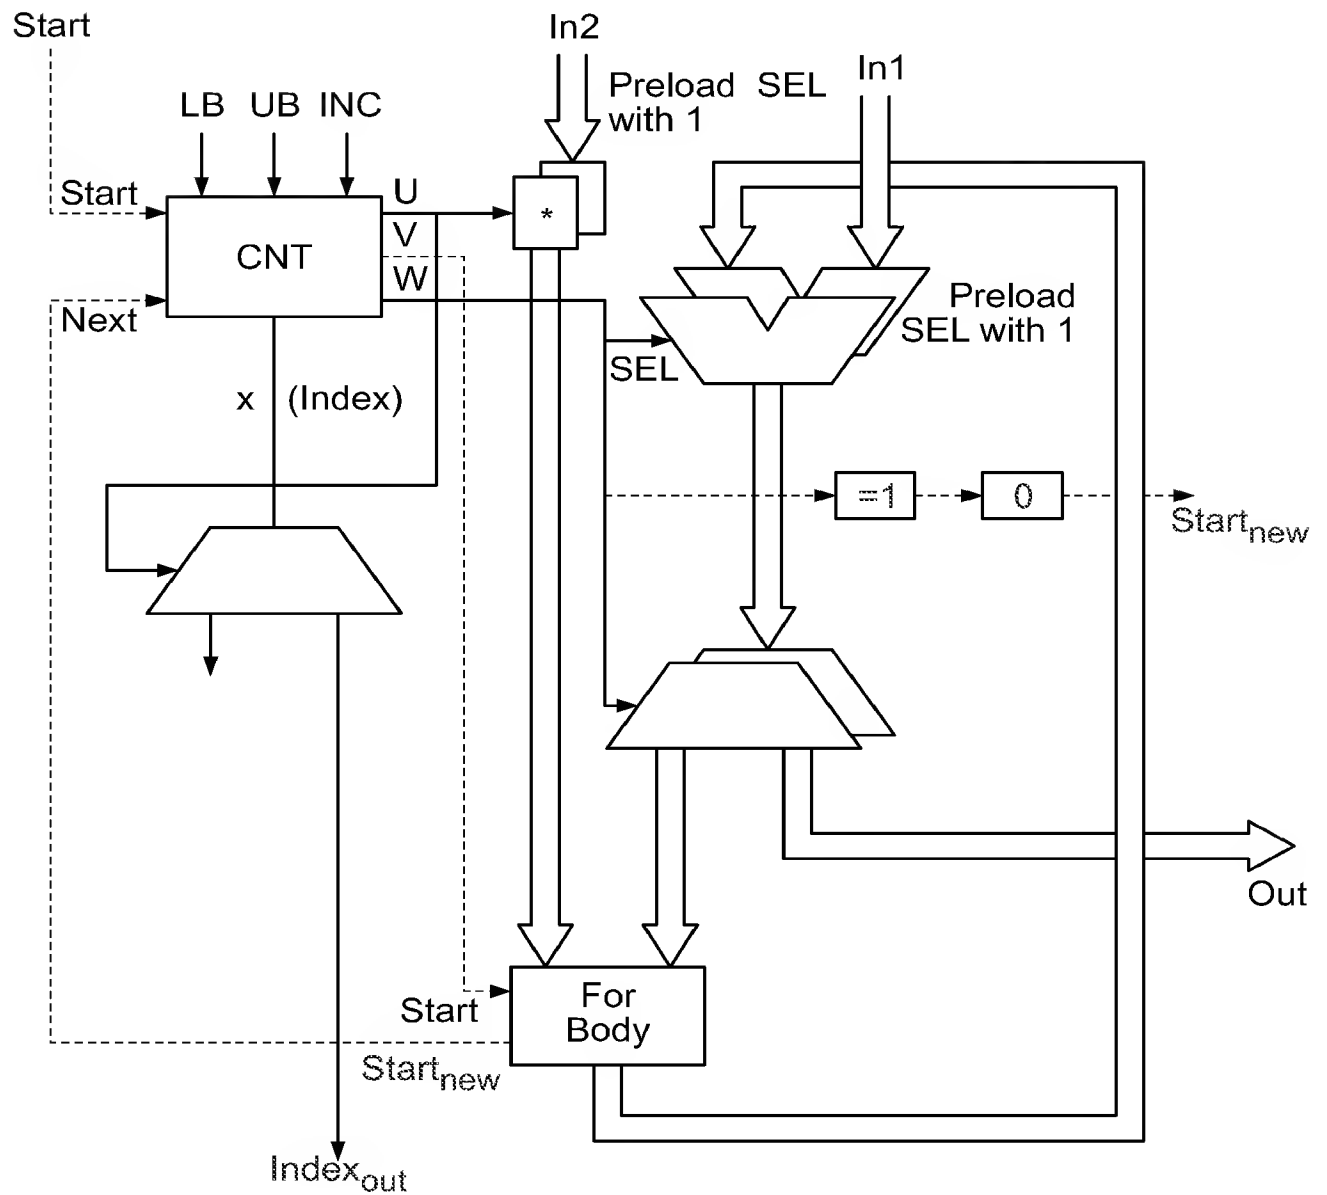 Start
In2
In1
Preload SEL
with 1
LB UB INC
Start
U
*
V
CNT
W
Next
Preload
SEL with 1
SEL
x (Index)
=1
0
Start_new
Out
For
Body
Start
Start_new
Index_out